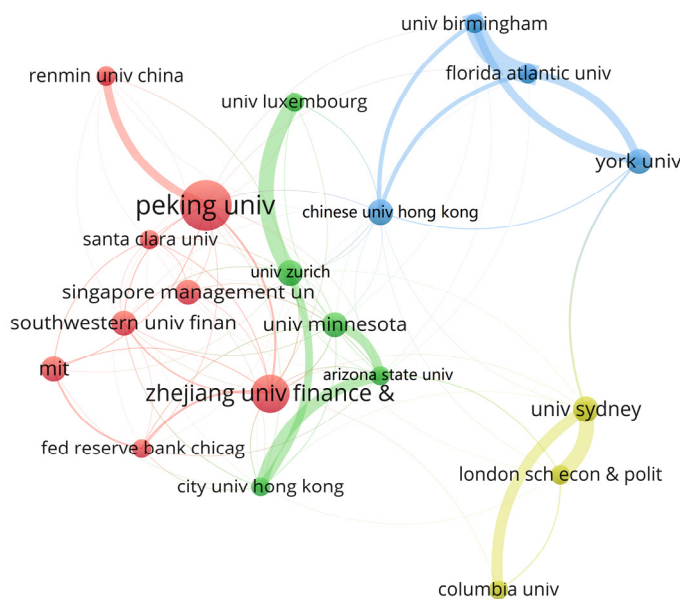 univ birmingham
renmin univ china
florida atlantic univ
univ luxembourg
york univ
peking univ
chinese univ hong kong
santa clara univ
univ zurich
singapore management un
southwestern univ finan
univ minnesota
mit
arizona state univ
zhejiang univ finance &
univ sydney
fed reserve bank chicag
london sch econ & polit
city univ hong kong
columbia univ